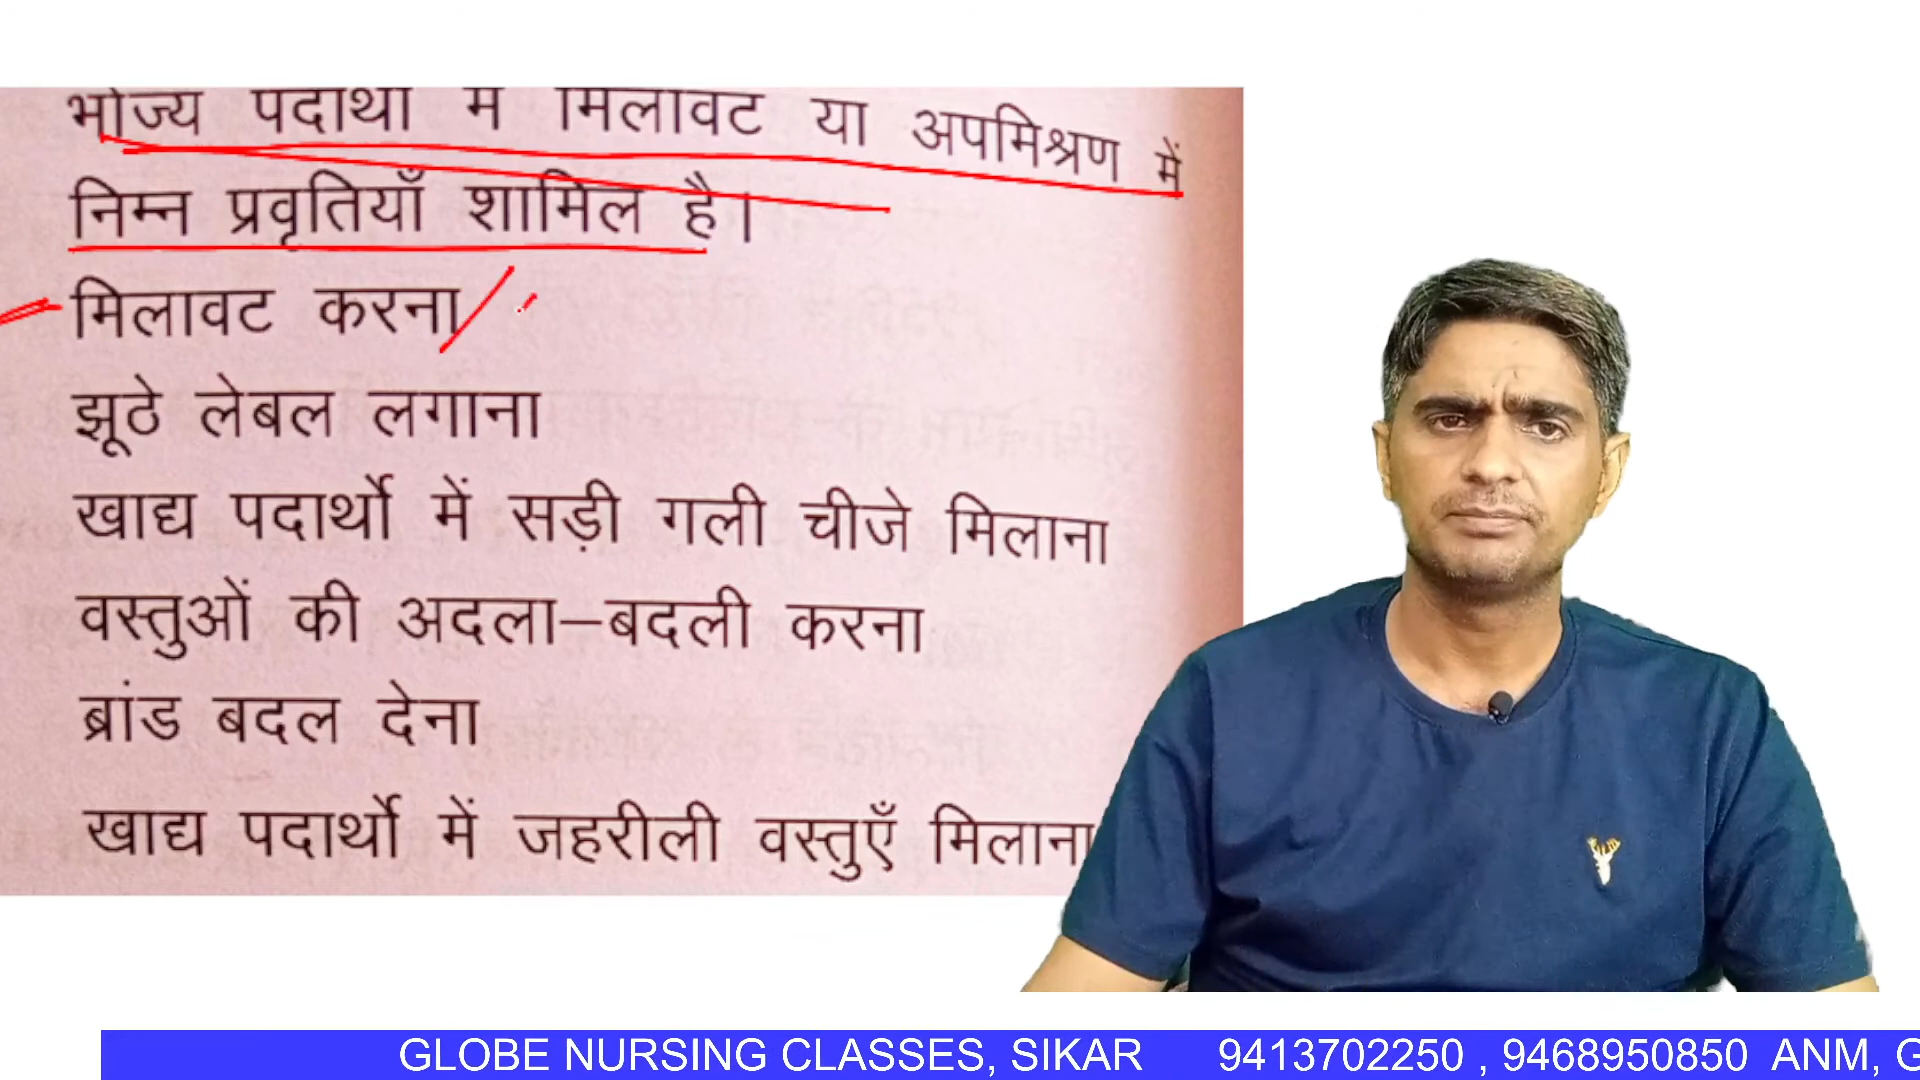 भोज्य पदार्थो में मिलावट या अपमिश्रण में
निम्न प्रवृतियाँ शामिल है।
मिलावट करना
झूठे लेबल लगाना
खाद्य पदार्थो में सड़ी गली चीजे मिलाना
वस्तुओं की अदला–बदली करना
ब्रांड बदल देना
खाद्य पदार्थो में जहरीली वस्तुएँ मिलाना
GLOBE NURSING CLASSES, SIKAR 9413702250 , 9468950850 ANM, G